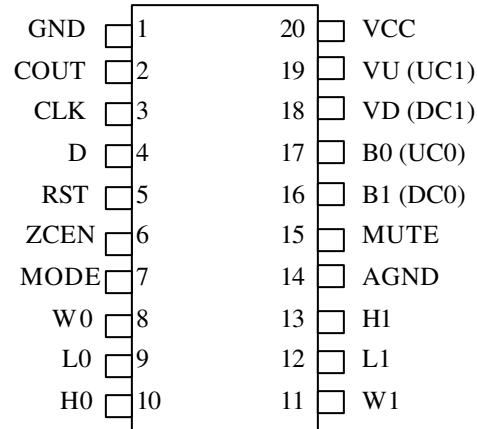 GND 1 20 VCC
COUT 2 19 VU (UC1)
CLK 3 18 VD (DC1)
D 4 17 B0 (UC0)
RST 5 16 B1 (DC0)
ZCEN 6 15 MUTE
MODE 7 14 AGND
W0 8 13 H1
L0 9 12 L1
H0 10 11 W1